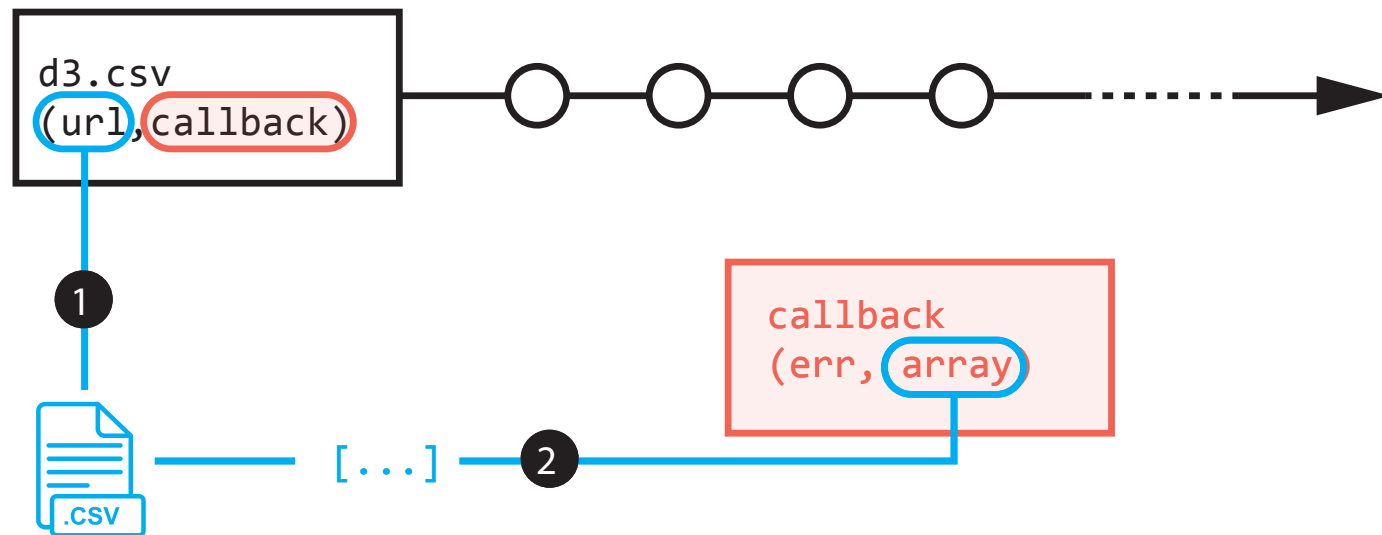 d3.csv
(url,callback)
1
callback
(err, array)
[...]
2
.CSV